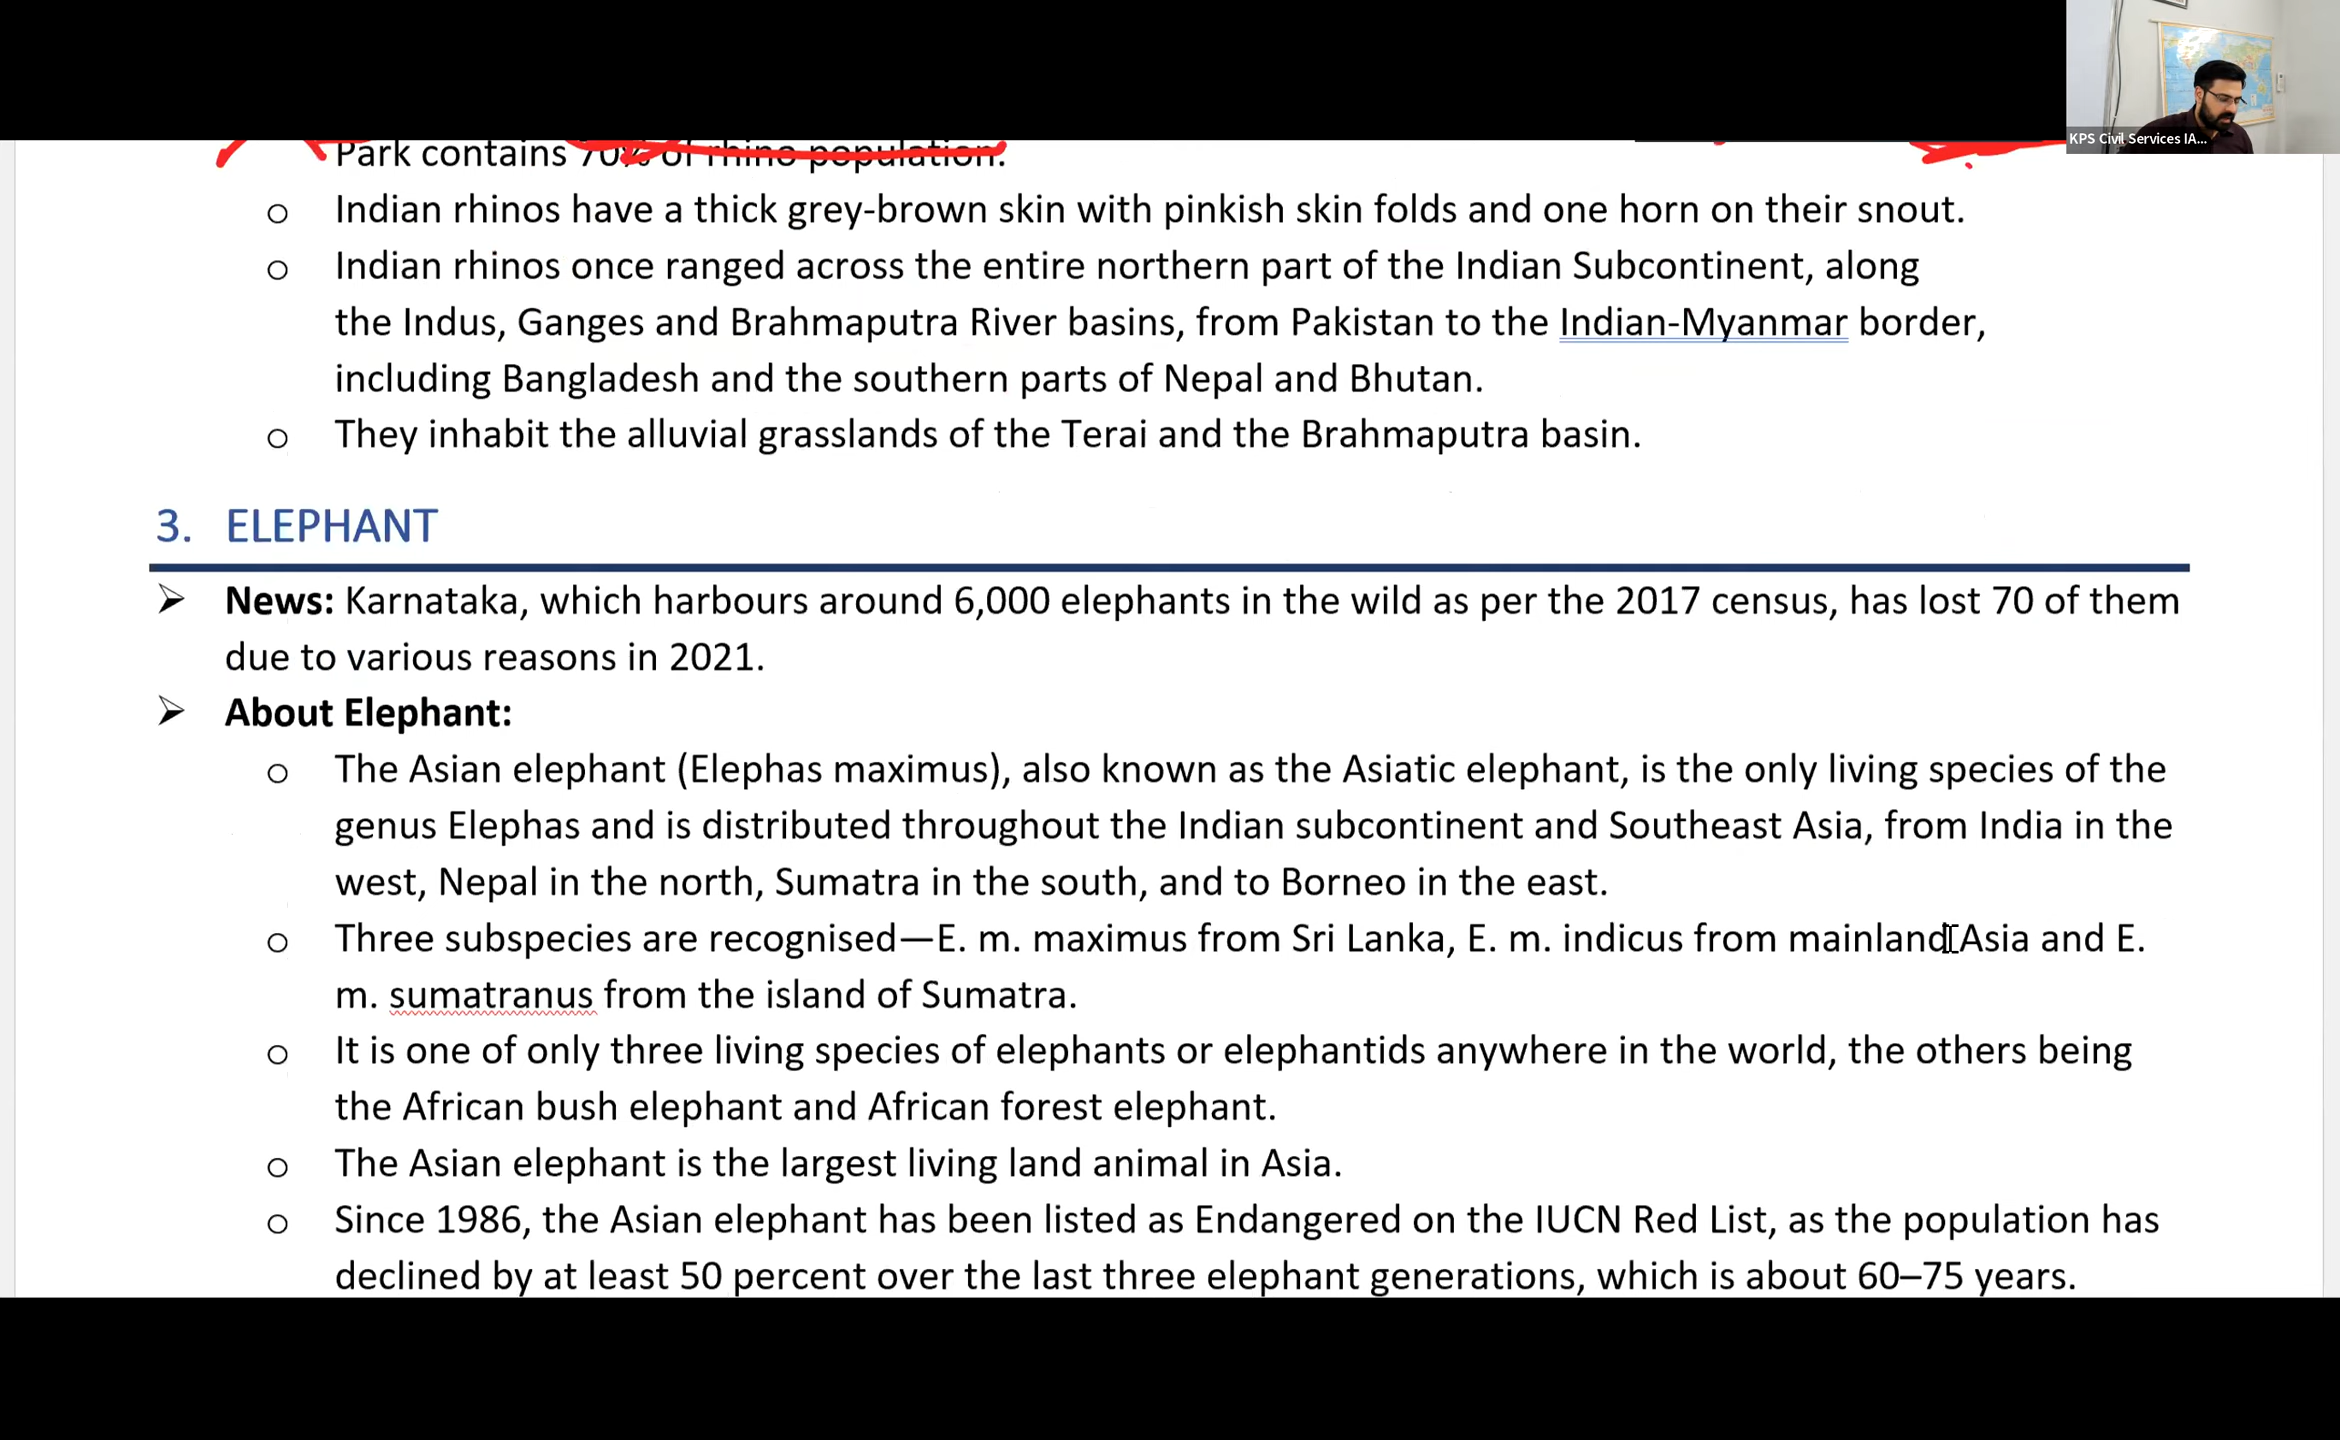 KPS Civil Services IA...
Park contains 70% of rhino population.
o Indian rhinos have a thick grey-brown skin with pinkish skin folds and one horn on their snout.
o Indian rhinos once ranged across the entire northern part of the Indian Subcontinent, along
the Indus, Ganges and Brahmaputra River basins, from Pakistan to the Indian-Myanmar border,
including Bangladesh and the southern parts of Nepal and Bhutan.
o They inhabit the alluvial grasslands of the Terai and the Brahmaputra basin.
3. ELEPHANT
➢ News: Karnataka, which harbours around 6,000 elephants in the wild as per the 2017 census, has lost 70 of them
due to various reasons in 2021.
➢ About Elephant:
o The Asian elephant (Elephas maximus), also known as the Asiatic elephant, is the only living species of the
genus Elephas and is distributed throughout the Indian subcontinent and Southeast Asia, from India in the
west, Nepal in the north, Sumatra in the south, and to Borneo in the east.
o Three subspecies are recognised—E. m. maximus from Sri Lanka, E. m. indicus from mainland Asia and E.
m. sumatranus from the island of Sumatra.
o It is one of only three living species of elephants or elephantids anywhere in the world, the others being
the African bush elephant and African forest elephant.
o The Asian elephant is the largest living land animal in Asia.
o Since 1986, the Asian elephant has been listed as Endangered on the IUCN Red List, as the population has
declined by at least 50 percent over the last three elephant generations, which is about 60–75 years.